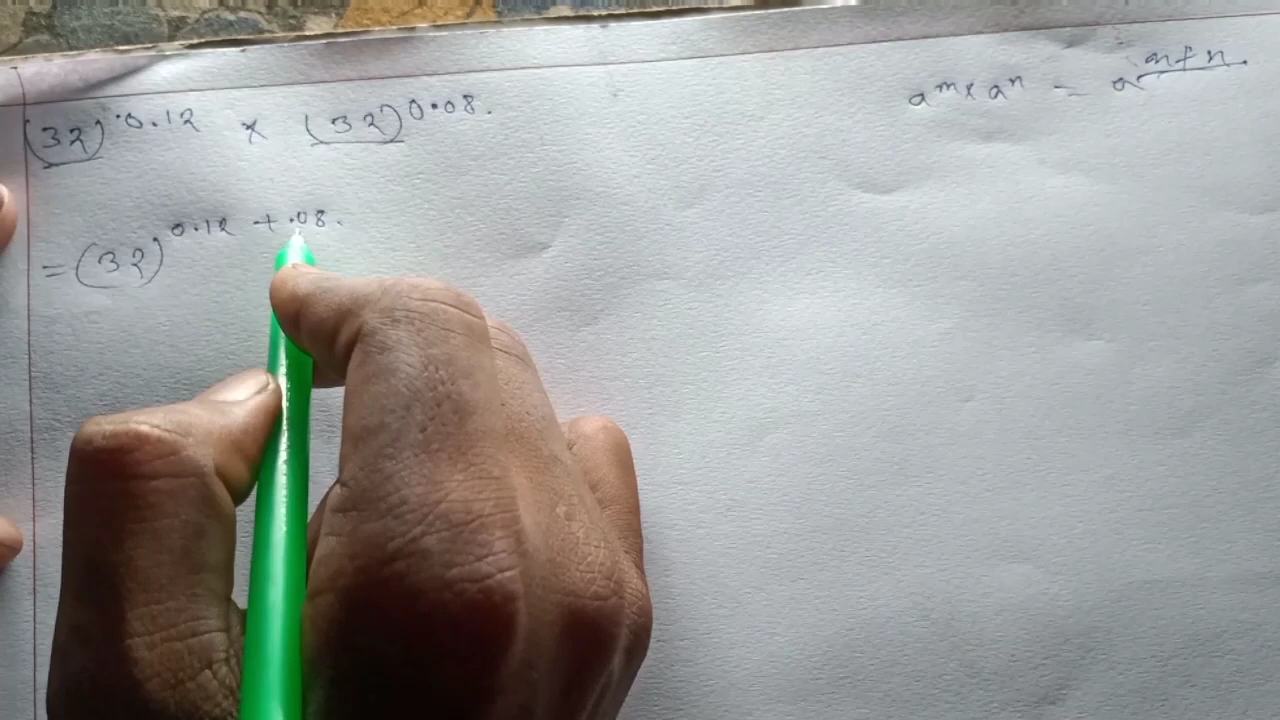 (32)^0.12 × (32)^0.08.
a^m × a^n = a^m+n.
= (32)^0.12 + .08.